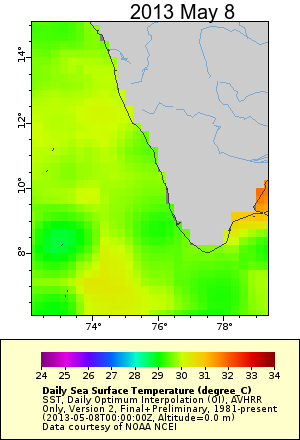 2013 May 8
14°
12°
10°
8°
74° 76° 78°
24 25 26 27 28 29 30 31 32 33 34
Daily Sea Surface Temperature (degree_C)
SST, Daily Optimum Interpolation (OI), AVHRR
Only, Version 2, Final+Preliminary, 1981-present
(2013-05-08T00:00:00Z, Altitude=0.0 m)
Data courtesy of NOAA NCEI